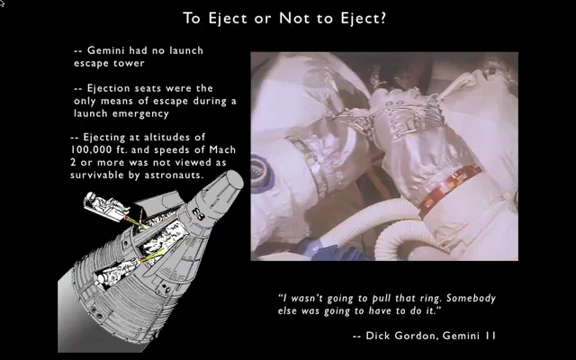 To Eject or Not to Eject?
-- Gemini had no launch
escape tower
-- Ejection seats were the
only means of escape during a
launch emergency
-- Ejecting at altitudes of
100,000 ft. and speeds of Mach
2 or more was not viewed as
survivable by astronauts.
"I wasn't going to pull that ring. Somebody
else was going to have to do it."
-- Dick Gordon, Gemini 11